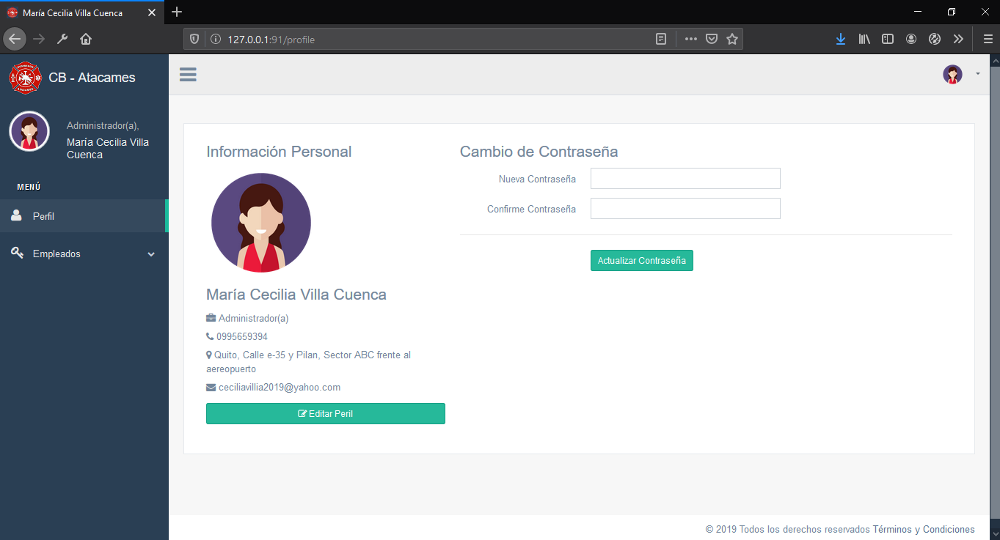 María Cecilia Villa Cuenca
127.0.0.1:91/profile
CB - Atacames
Administrador(a),
María Cecilia Villa
Cuenca
MENÚ
Perfil
Empleados
Información Personal
María Cecilia Villa Cuenca
Administrador(a)
0995659394
Quito, Calle e-35 y Pilan, Sector ABC frente al
aereopuerto
ceciliavillia2019@yahoo.com
Editar Peril
Cambio de Contraseña
Nueva Contraseña
Confirme Contraseña
Actualizar Contraseña
© 2019 Todos los derechos reservados Términos y Condiciones